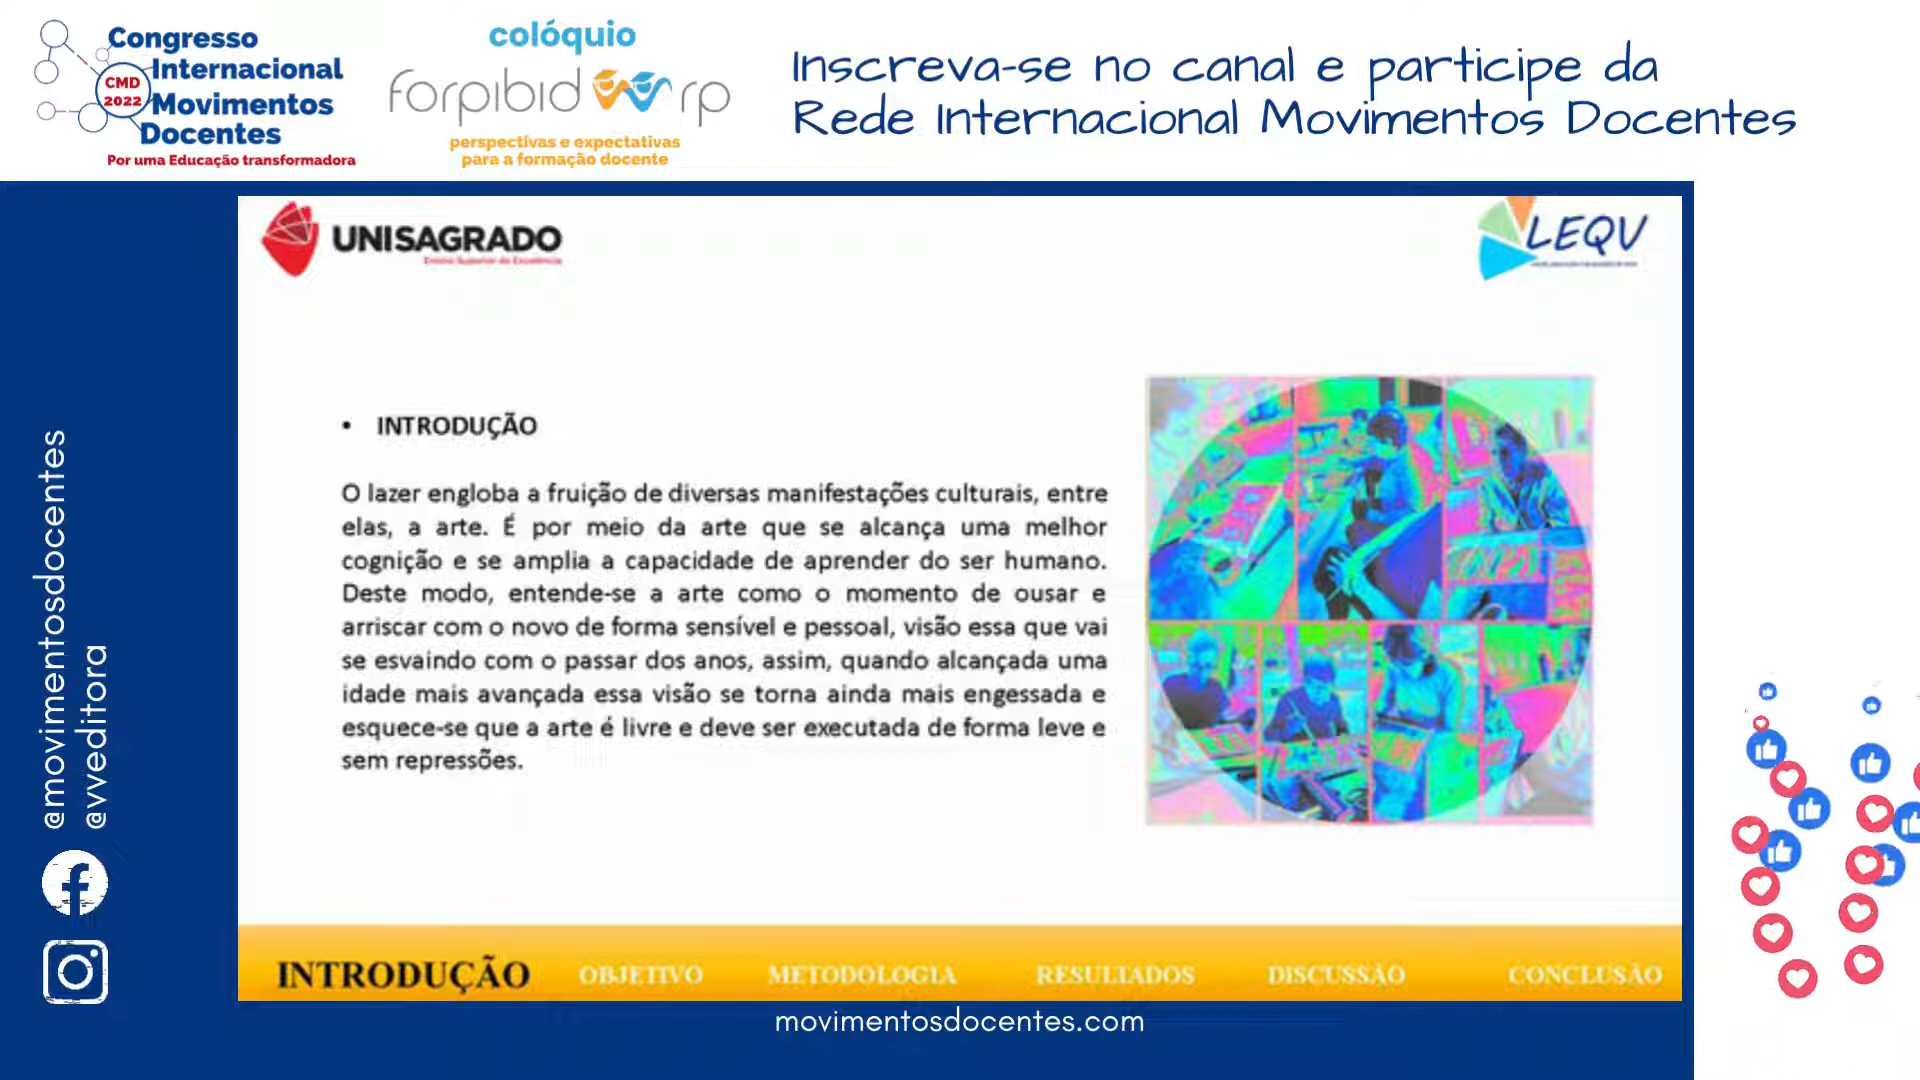 Congresso
Internacional
CMD
2022
Movimentos
Docentes
Por uma Educação transformadora
colóquio
forpibid rp
perspectivas e expectativas
para a formação docente
Inscreva-se no canal e participe da
Rede Internacional Movimentos Docentes
UNISAGRADO
Ensino Superior de Excelência
LEQV
• INTRODUÇÃO
O lazer engloba a fruição de diversas manifestações culturais, entre
elas, a arte. É por meio da arte que se alcança uma melhor
cognição e se amplia a capacidade de aprender do ser humano.
Deste modo, entende-se a arte como o momento de ousar e
arriscar com o novo de forma sensível e pessoal, visão essa que vai
se esvaindo com o passar dos anos, assim, quando alcançada uma
idade mais avançada essa visão se torna ainda mais engessada e
esquece-se que a arte é livre e deve ser executada de forma leve e
sem repressões.
INTRODUÇÃO OBJETIVO METODOLOGIA RESULTADOS DISCUSSÃO CONCLUSÃO
@movimentosdocentes
@vveditora
movimentosdocentes.com